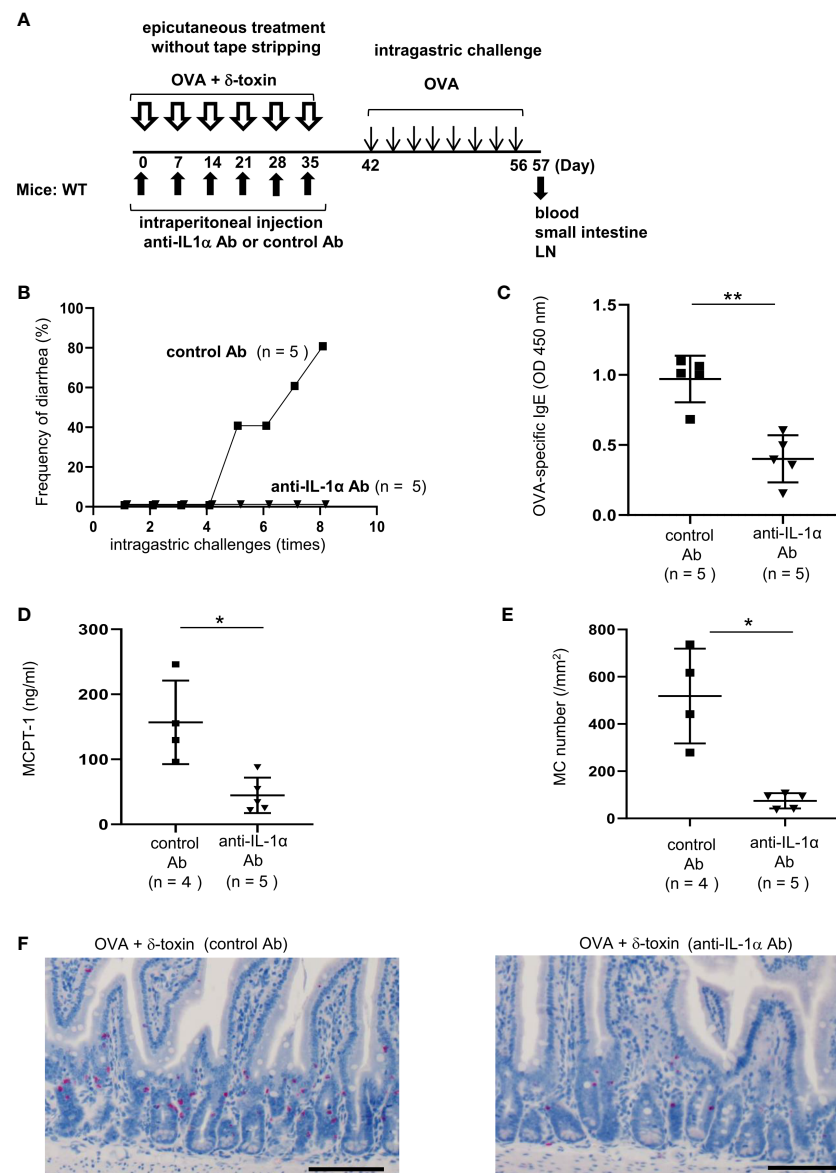 A
epicutaneous treatment
without tape stripping
OVA + δ-toxin
intragastric challenge
OVA
0 7 14 21 28 35 42 56 57 (Day)
Mice: WT
intraperitoneal injection
anti-IL1α Ab or control Ab
blood
small intestine
LN
B
Frequency of diarrhea (%)
100
80
60
40
20
0
0 2 4 6 8 10
intragastric challenges (times)
control Ab (n = 5 )
anti-IL-1α Ab (n = 5)
C
OVA-specific IgE (OD 450 nm)
1.5
1.0
0.5
0.0
**
control
Ab
(n = 5 )
anti-IL-1α
Ab
(n = 5)
D
MCPT-1 (ng/ml)
300
200
100
0
*
control
Ab
(n = 4 )
anti-IL-1α
Ab
(n = 5 )
E
MC number (/mm²)
800
600
400
200
0
*
control
Ab
(n = 4 )
anti-IL-1α
Ab
(n = 5 )
F
OVA + δ-toxin (control Ab)
OVA + δ-toxin (anti-IL-1α Ab)